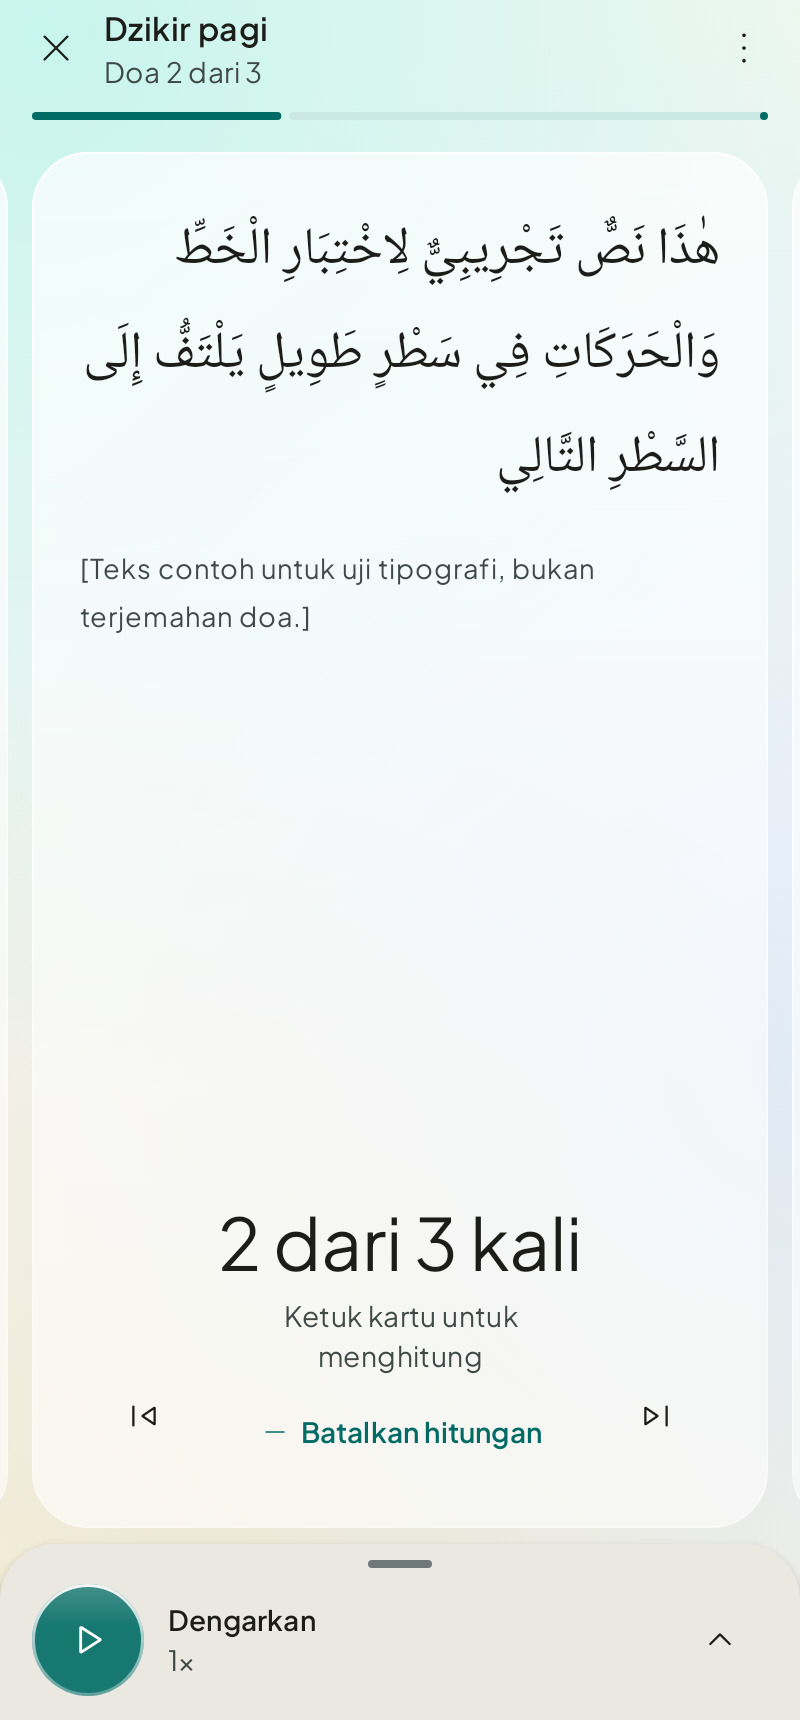 Dzikir pagi
Doa 2 dari 3
هٰذَا نَصٌّ تَجْرِيبِيٌّ لِاخْتِبَارِ الْخَطِّ
وَالْحَرَكَاتِ فِي سَطْرٍ طَوِيلٍ يَلْتَفُّ إِلَى
السَّطْرِ التَّالِي
[Teks contoh untuk uji tipografi, bukan
terjemahan doa.]
2 dari 3 kali
Ketuk kartu untuk
menghitung
Batalkan hitungan
Dengarkan
1×